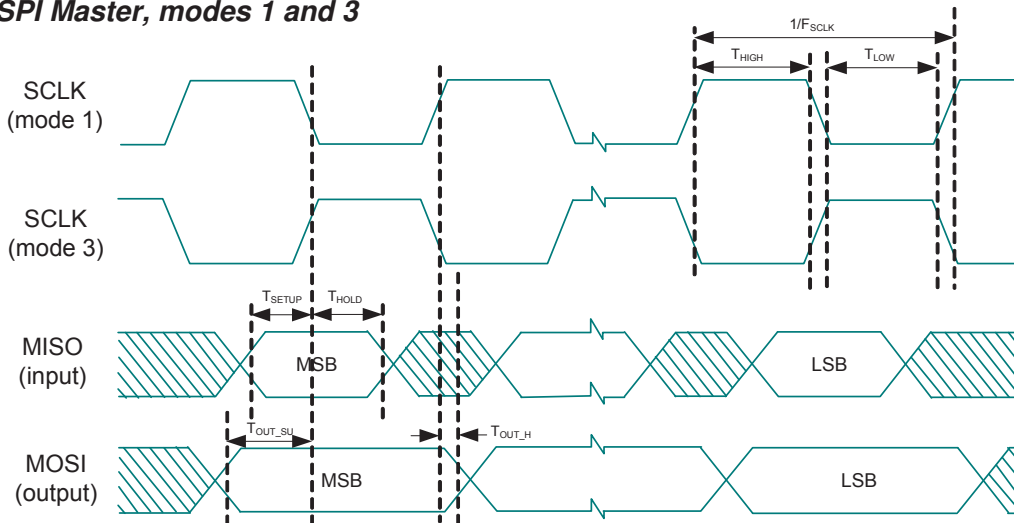 SPI Master, modes 1 and 3
1/FSCLK
THIGH
TLOW
SCLK
(mode 1)
SCLK
(mode 3)
TSETUP
THOLD
MISO
(input)
MSB
LSB
TOUT_SU
TOUT_H
MOSI
(output)
MSB
LSB